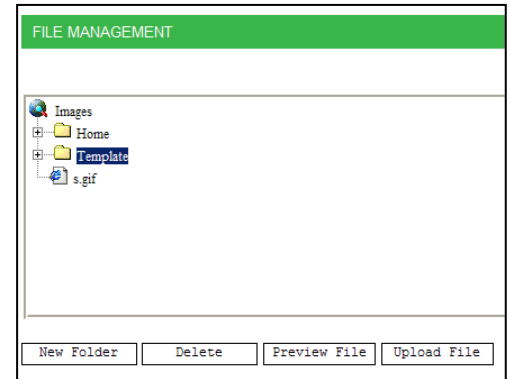 FILE MANAGEMENT
Images
Home
Template
s.gif
New Folder Delete Preview File Upload File